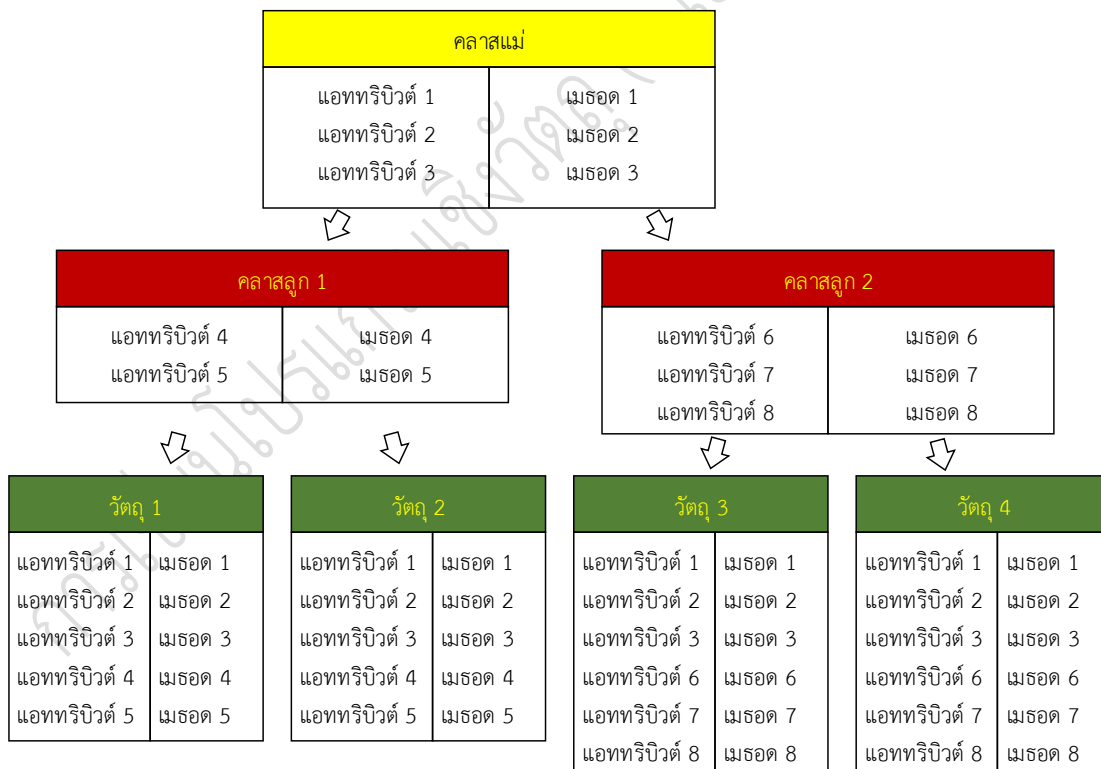 คลาสแม่
แอททริบิวต์ 1 เมธอด 1
แอททริบิวต์ 2 เมธอด 2
แอททริบิวต์ 3 เมธอด 3
คลาสลูก 1 คลาสลูก 2
แอททริบิวต์ 4 เมธอด 4 แอททริบิวต์ 6 เมธอด 6
แอททริบิวต์ 5 เมธอด 5 แอททริบิวต์ 7 เมธอด 7
แอททริบิวต์ 8 เมธอด 8
วัตถุ 1 วัตถุ 2 วัตถุ 3 วัตถุ 4
แอททริบิวต์ 1 เมธอด 1 แอททริบิวต์ 1 เมธอด 1 แอททริบิวต์ 1 เมธอด 1 แอททริบิวต์ 1 เมธอด 1
แอททริบิวต์ 2 เมธอด 2 แอททริบิวต์ 2 เมธอด 2 แอททริบิวต์ 2 เมธอด 2 แอททริบิวต์ 2 เมธอด 2
แอททริบิวต์ 3 เมธอด 3 แอททริบิวต์ 3 เมธอด 3 แอททริบิวต์ 3 เมธอด 3 แอททริบิวต์ 3 เมธอด 3
แอททริบิวต์ 4 เมธอด 4 แอททริบิวต์ 4 เมธอด 4 แอททริบิวต์ 6 เมธอด 6 แอททริบิวต์ 6 เมธอด 6
แอททริบิวต์ 5 เมธอด 5 แอททริบิวต์ 5 เมธอด 5 แอททริบิวต์ 7 เมธอด 7 แอททริบิวต์ 7 เมธอด 7
แอททริบิวต์ 8 เมธอด 8 แอททริบิวต์ 8 เมธอด 8